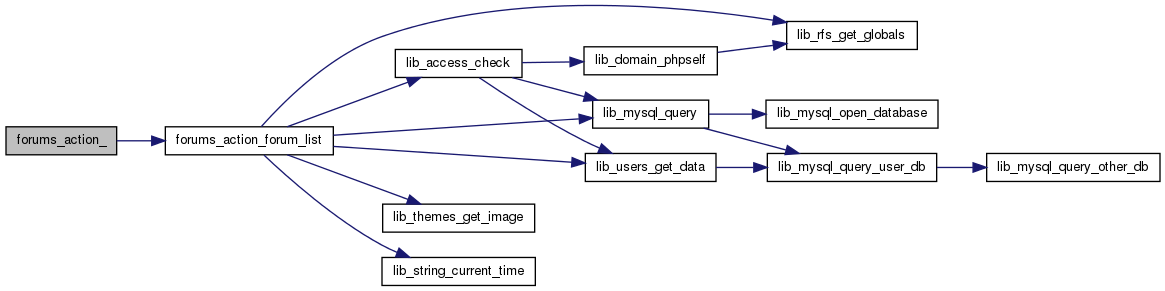 forums_action_
forums_action_forum_list
lib_access_check
lib_themes_get_image
lib_string_current_time
lib_domain_phpself
lib_mysql_query
lib_users_get_data
lib_rfs_get_globals
lib_mysql_open_database
lib_mysql_query_user_db
lib_mysql_query_other_db